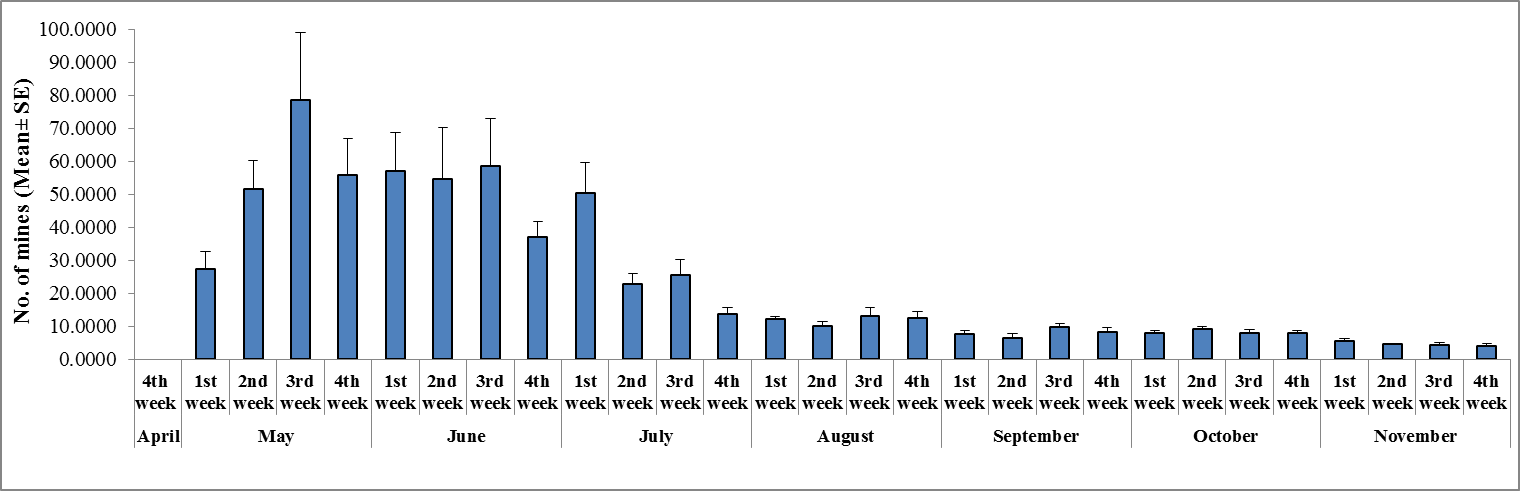 No. of mines (Mean± SE)
100.0000
90.0000
80.0000
70.0000
60.0000
50.0000
40.0000
30.0000
20.0000
10.0000
0.0000
4th 1st 2nd 3rd 4th 1st 2nd 3rd 4th 1st 2nd 3rd 4th 1st 2nd 3rd 4th 1st 2nd 3rd 4th 1st 2nd 3rd 4th 1st 2nd 3rd 4th
week week week week week week week week week week week week week week week week week week week week week week week week week week week week week
April May June July August September October November